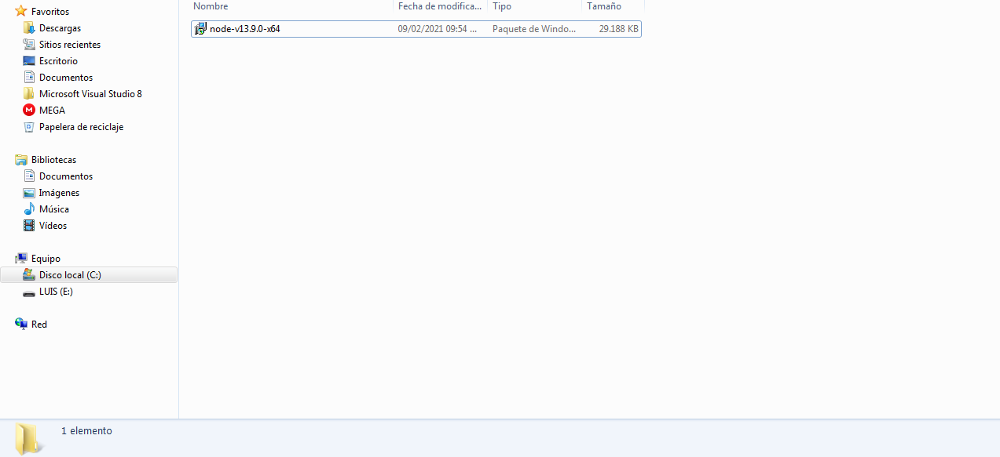 Favoritos
Descargas
Sitios recientes
Escritorio
Documentos
Microsoft Visual Studio 8
MEGA
Papelera de reciclaje
Bibliotecas
Documentos
Imágenes
Música
Vídeos
Equipo
Disco local (C:)
LUIS (E:)
Red
Nombre Fecha de modifica... Tipo Tamaño
node-v13.9.0-x64 09/02/2021 09:54 ... Paquete de Windo... 29.188 KB
1 elemento